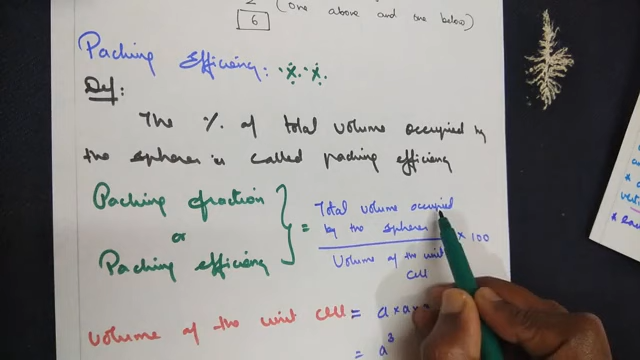 (one above and one below)
6
Packing Efficiency:
Def:
The % of total volume occupied by
the spheres is called packing efficiency
Packing fraction
or
Packing efficiency
= Total volume occupied
by the spheres
× 100
Volume of the unit
cell
Volume of the unit cell = a × a ×
= a³